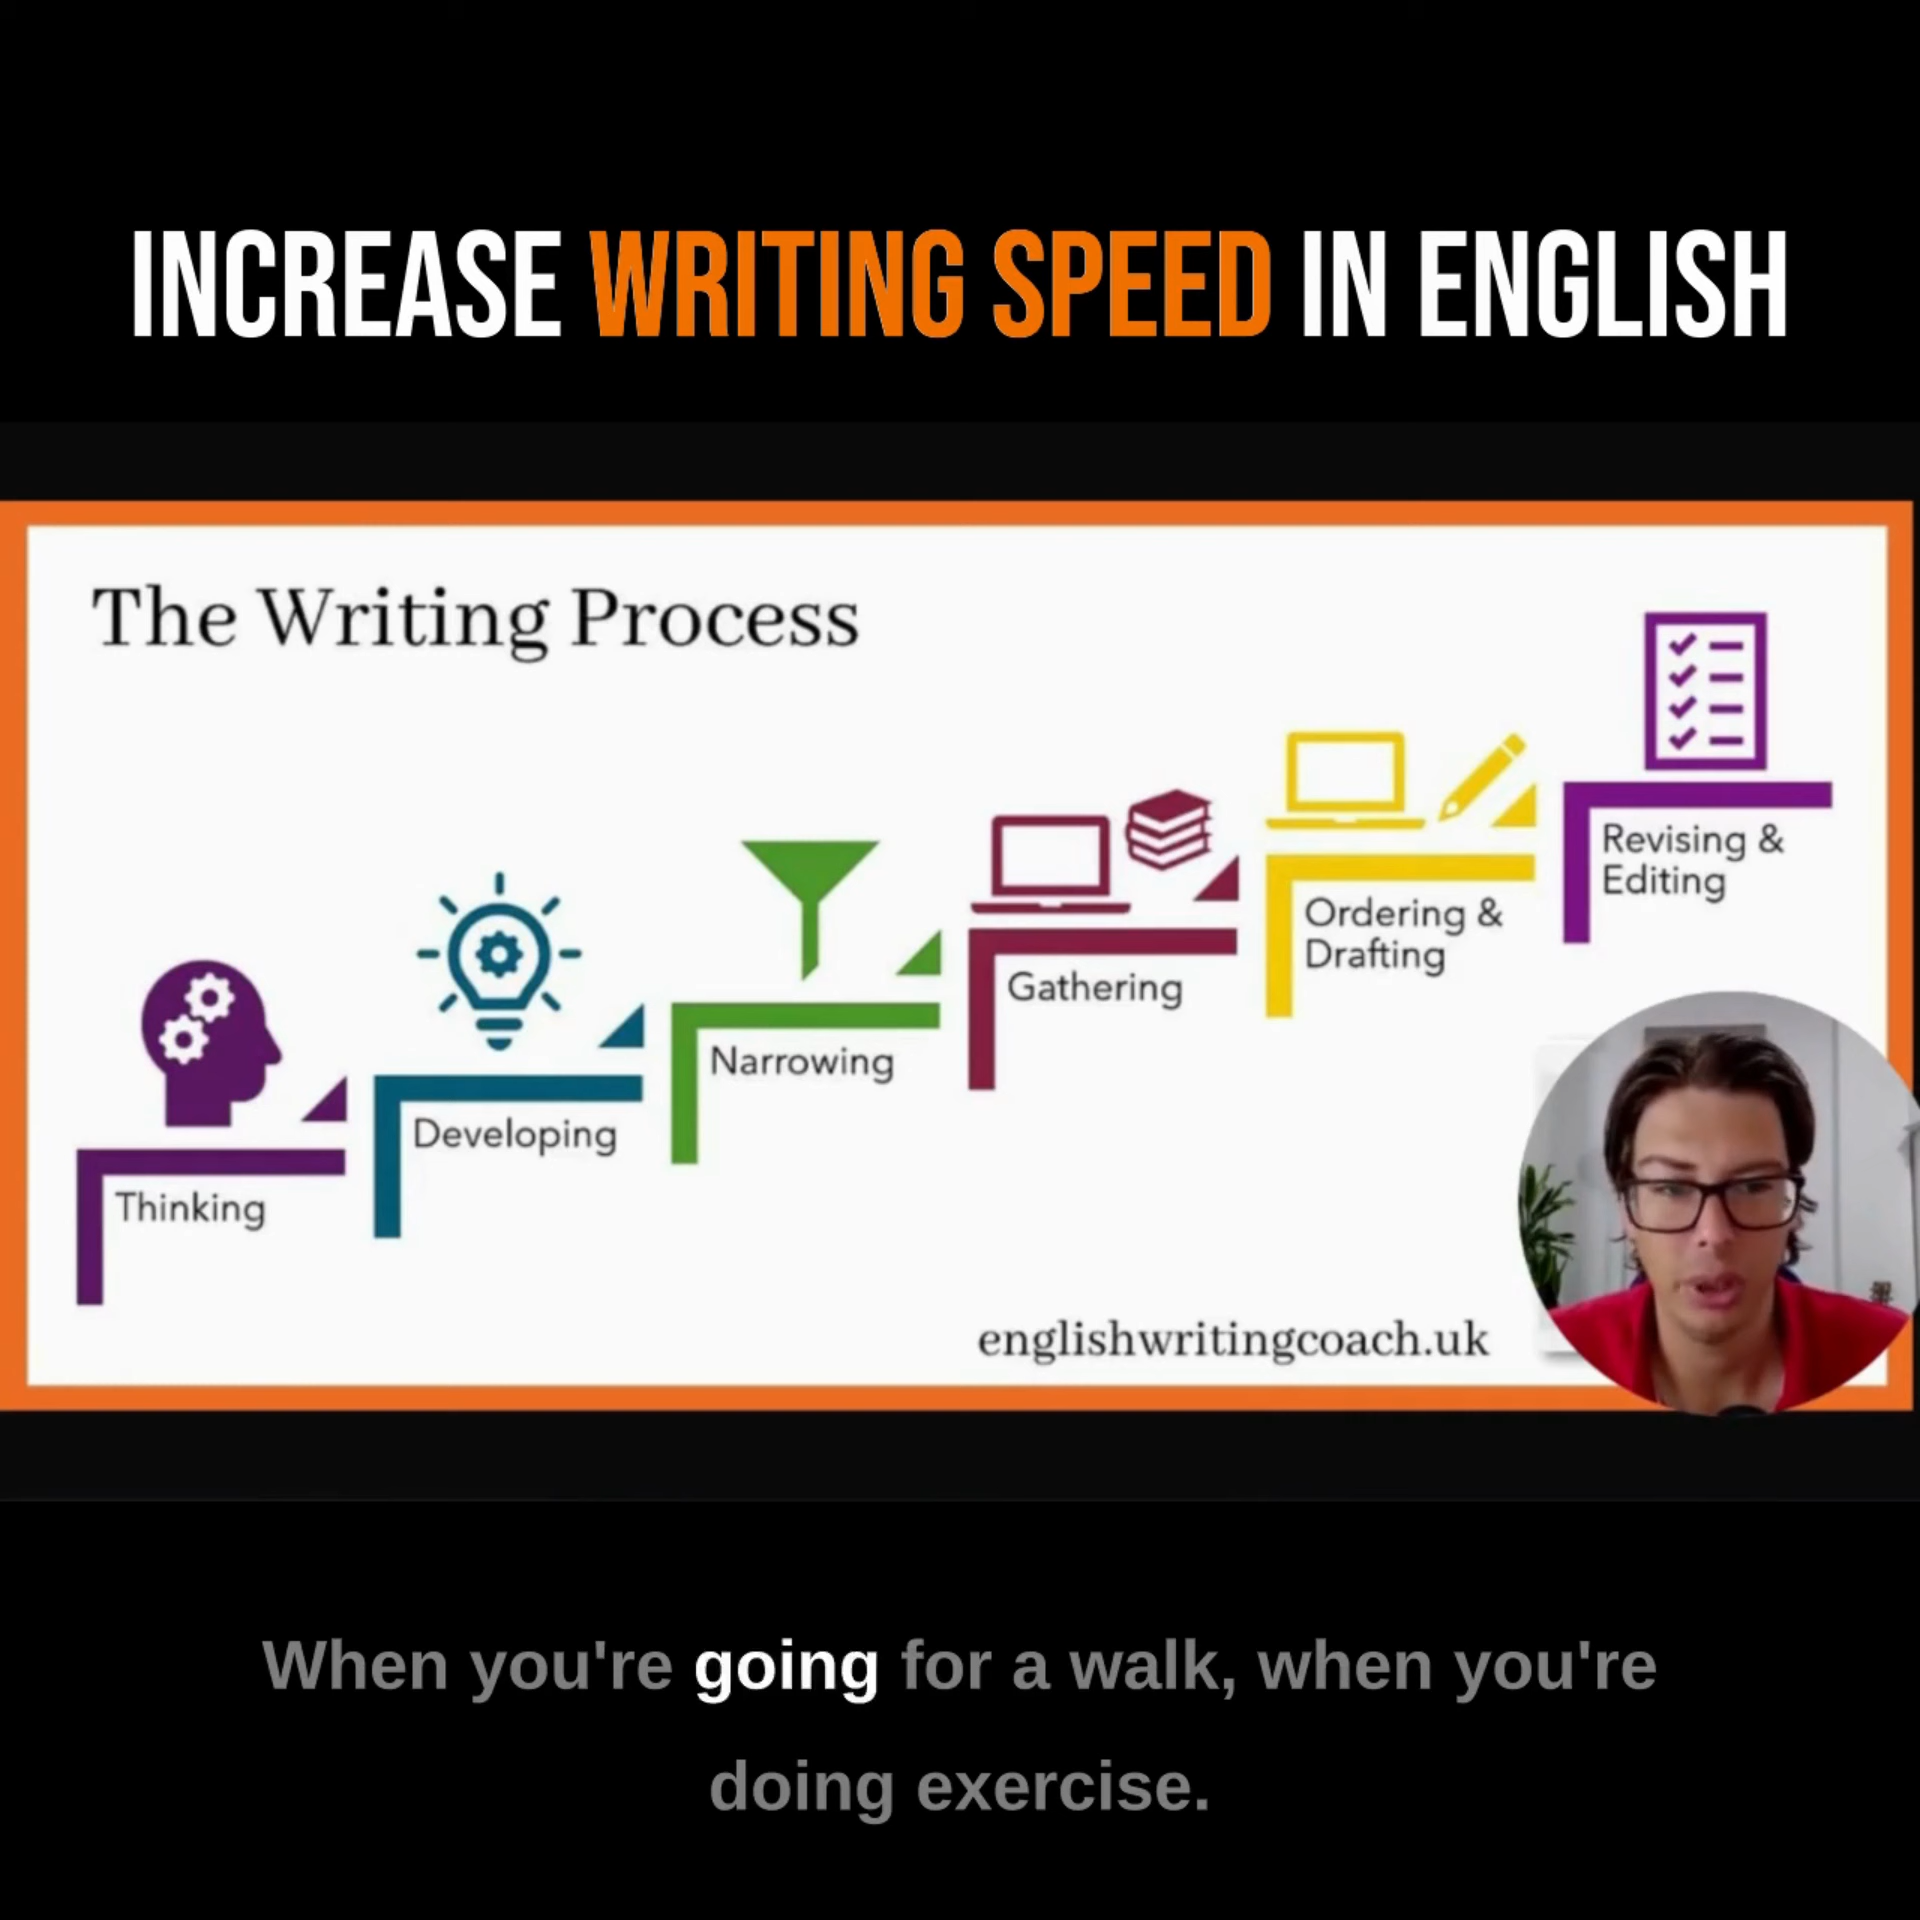 INCREASE WRITING SPEED IN ENGLISH
The Writing Process
Thinking
Developing
Narrowing
Gathering
Ordering &
Drafting
Revising &
Editing
englishwritingcoach.uk
When you're going for a walk, when you're
doing exercise.